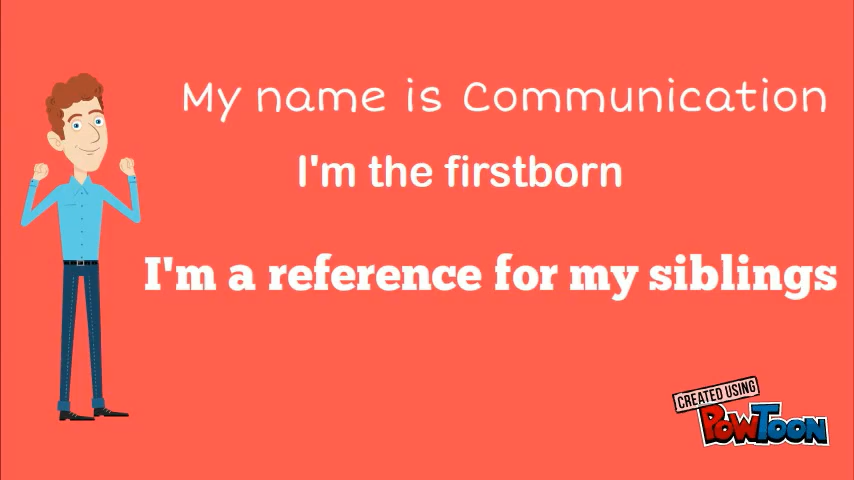 My name is Communication
I'm the firstborn
I'm a reference for my siblings
CREATED USING
POWTOON